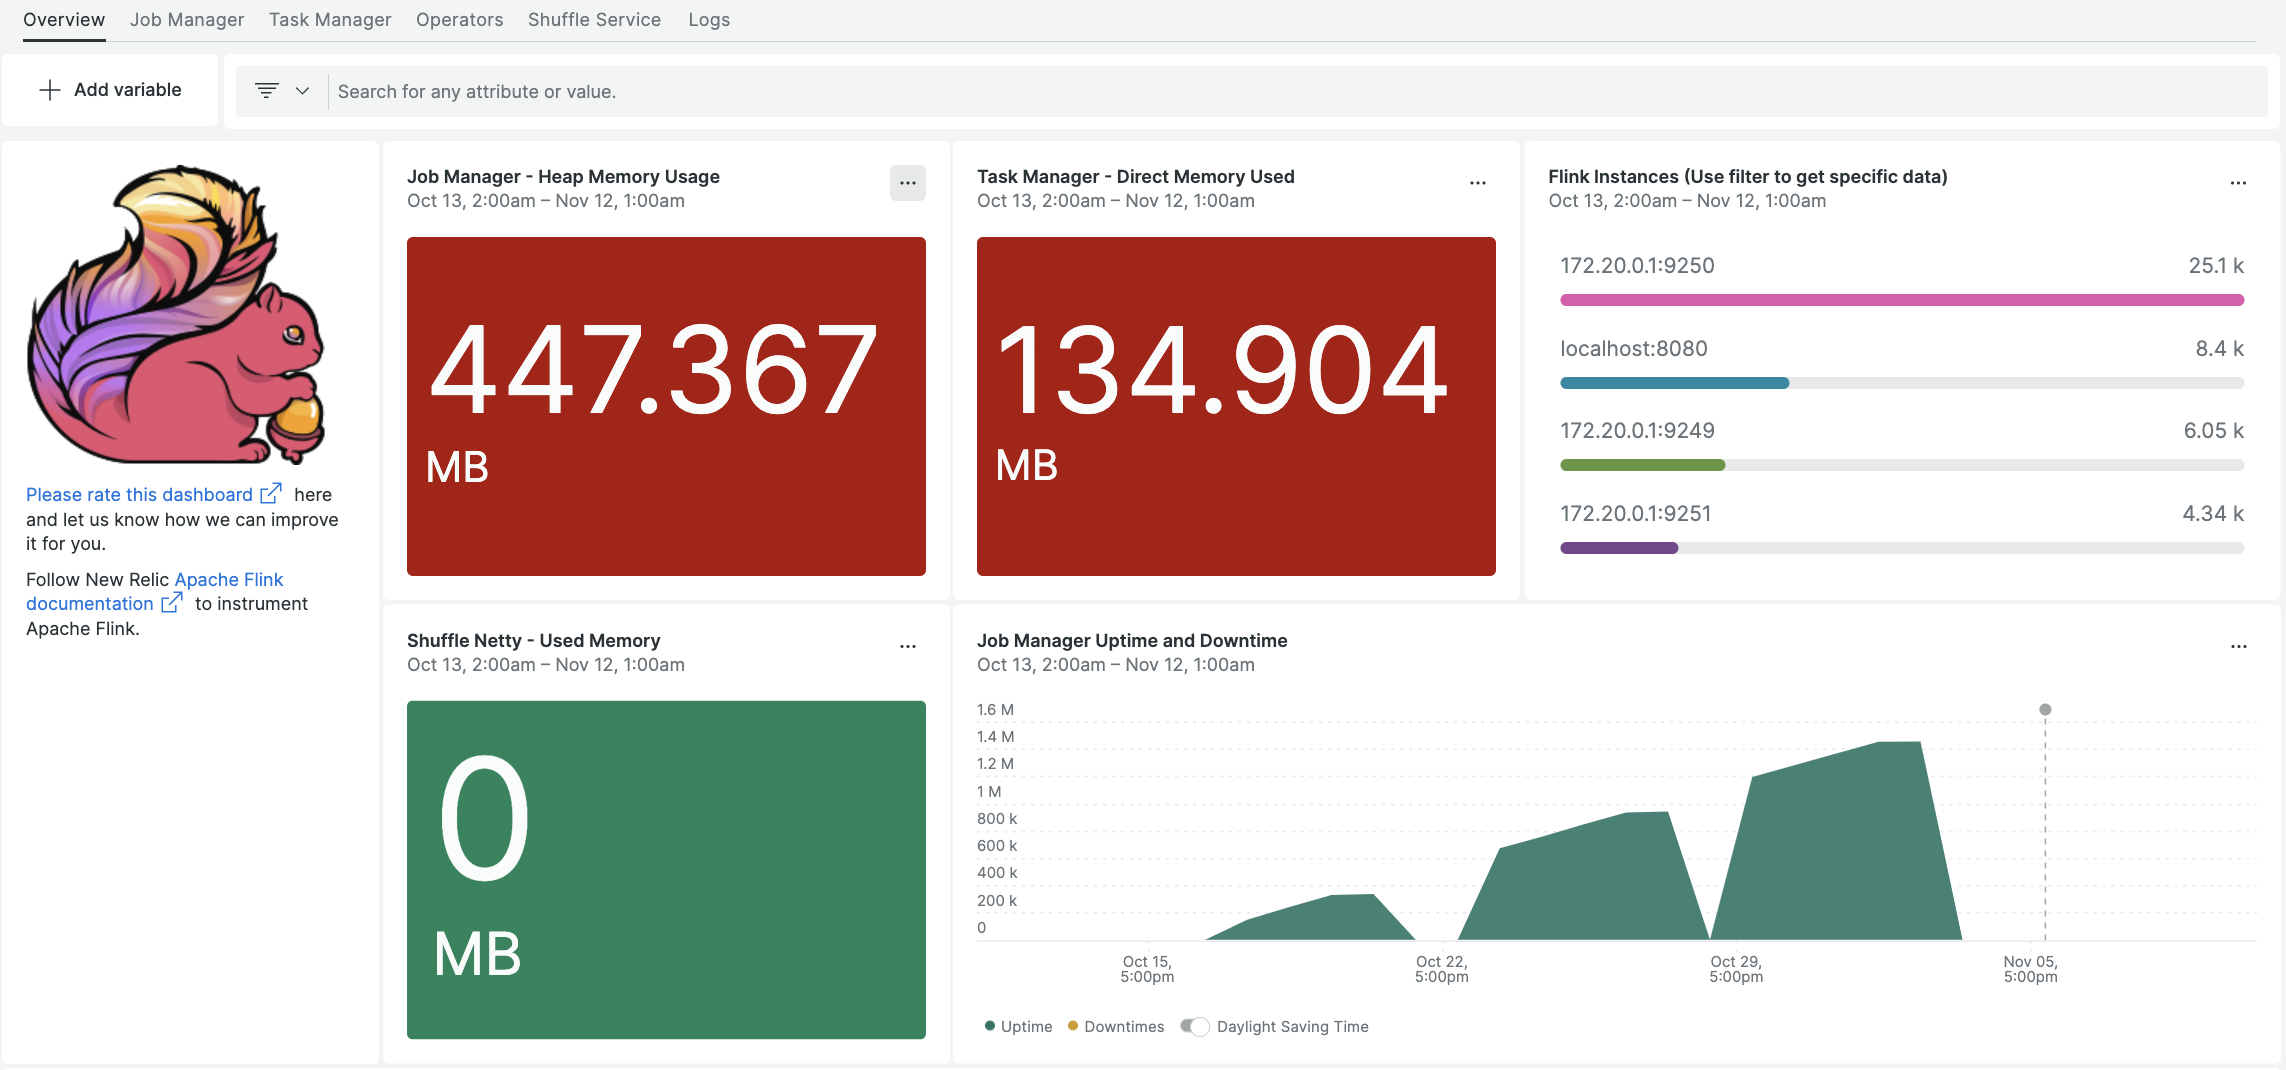 Overview Job Manager Task Manager Operators Shuffle Service Logs
Add variable
Search for any attribute or value.
Please rate this dashboard here
and let us know how we can improve
it for you.
Follow New Relic Apache Flink
documentation to instrument
Apache Flink.
Job Manager - Heap Memory Usage
Oct 13, 2:00am – Nov 12, 1:00am
447.367
MB
Task Manager - Direct Memory Used
Oct 13, 2:00am – Nov 12, 1:00am
134.904
MB
Flink Instances (Use filter to get specific data)
Oct 13, 2:00am – Nov 12, 1:00am
172.20.0.1:9250 25.1 k
localhost:8080 8.4 k
172.20.0.1:9249 6.05 k
172.20.0.1:9251 4.34 k
Shuffle Netty - Used Memory
Oct 13, 2:00am – Nov 12, 1:00am
0
MB
Job Manager Uptime and Downtime
Oct 13, 2:00am – Nov 12, 1:00am
1.6 M
1.4 M
1.2 M
1 M
800 k
600 k
400 k
200 k
0
Oct 15, Oct 22, Oct 29, Nov 05,
5:00pm 5:00pm 5:00pm 5:00pm
Uptime Downtimes Daylight Saving Time